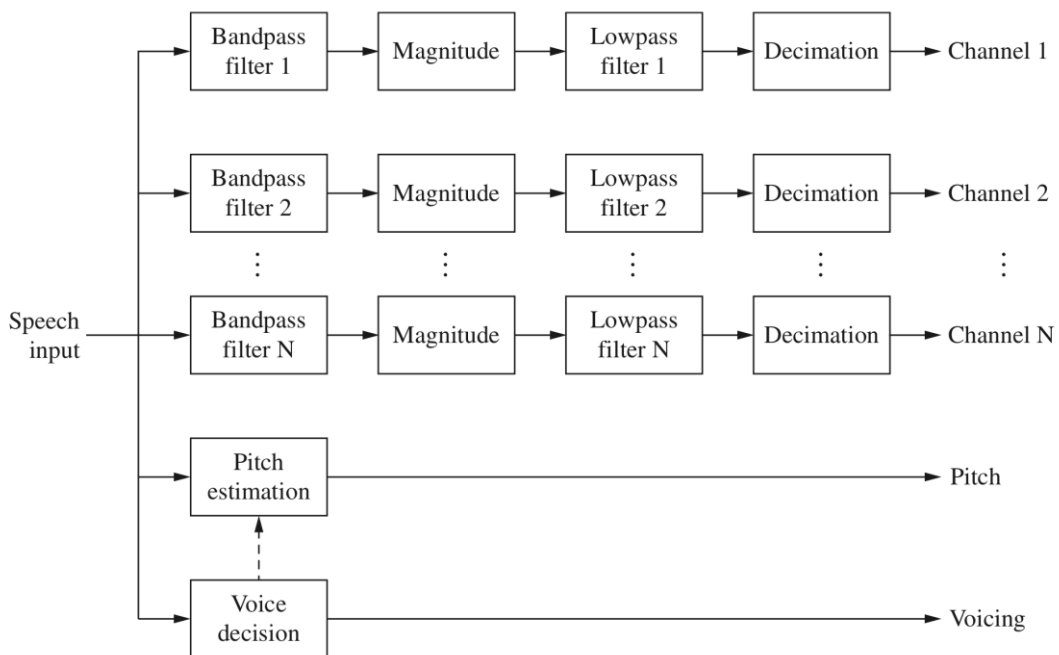 Bandpass
filter 1
Magnitude
Lowpass
filter 1
Decimation
Channel 1
Bandpass
filter 2
Magnitude
Lowpass
filter 2
Decimation
Channel 2
Speech
input
Bandpass
filter N
Magnitude
Lowpass
filter N
Decimation
Channel N
Pitch
estimation
Pitch
Voice
decision
Voicing